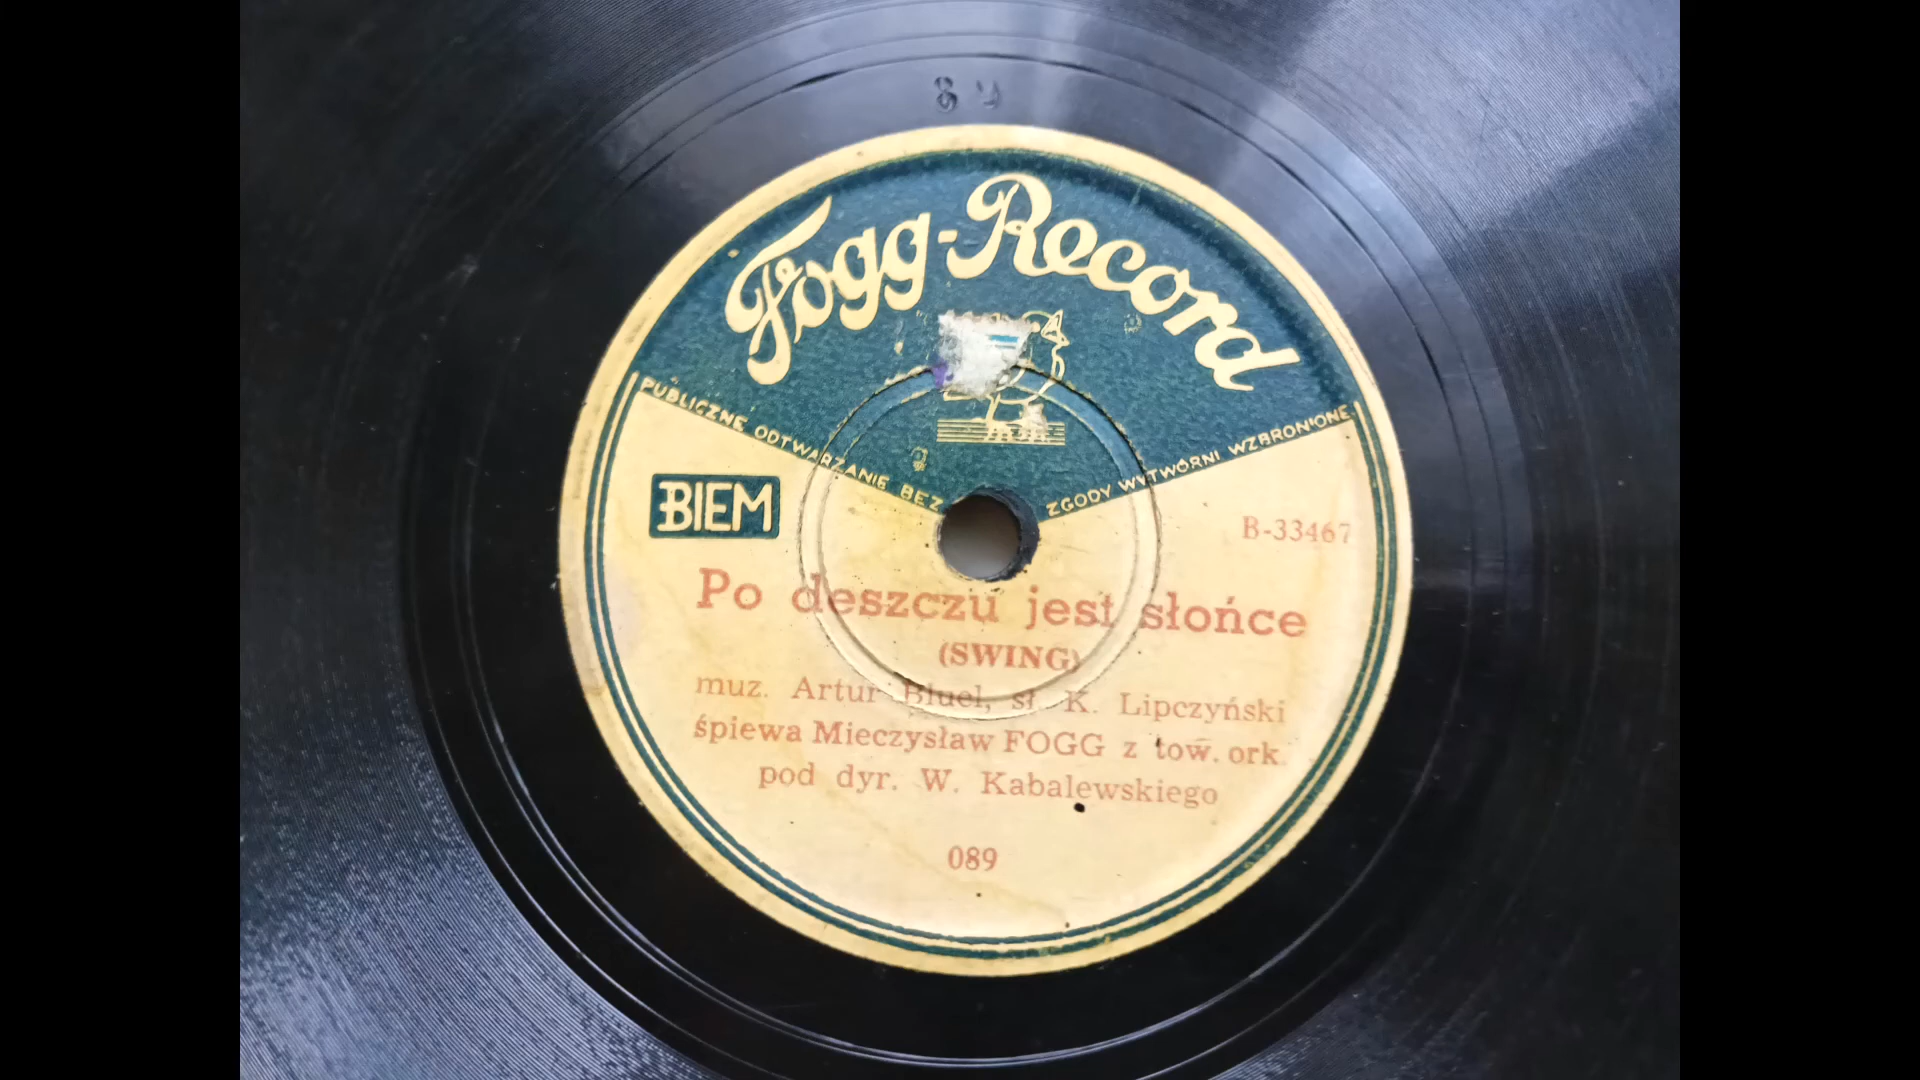 89
Fogg-Record
PUBLICZNE ODTWARZANIE BEZ ZGODY WYTWÓRNI WZBRONIONE
BIEM
B-33467
Po deszczu jest słońce
(SWING)
muz. Artur Bluel, sł. K. Lipczyński
śpiewa Mieczysław FOGG z tow. ork.
pod dyr. W. Kabalewskiego
089